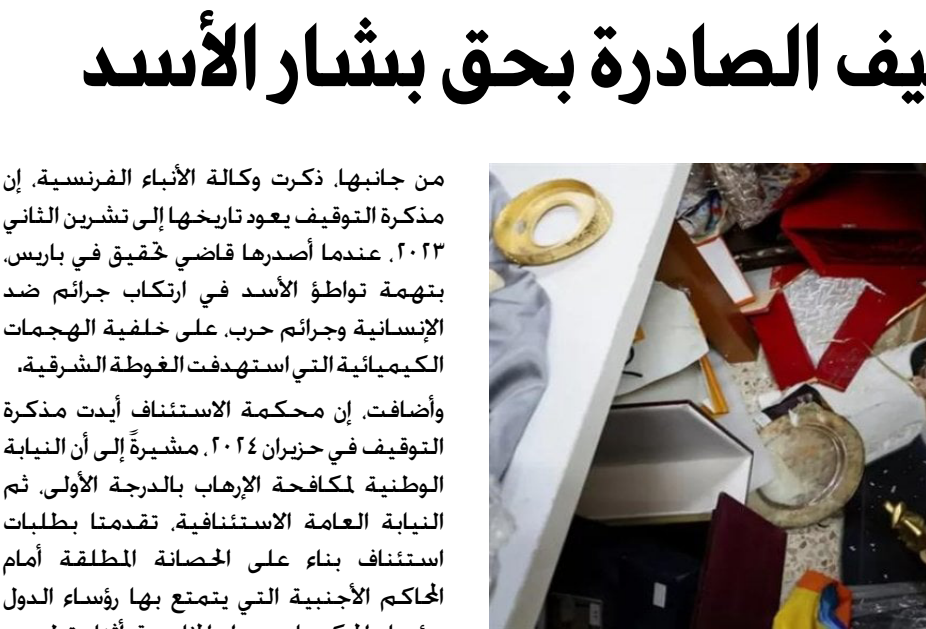 يف الصادرة بحق بشار الأسد
من جانبها، ذكرت وكالة الأنباء الفرنسية، إن
مذكرة التوقيف يعود تاريخها إلى تشرين الثاني
٢٠٢٣، عندما أصدرها قاضي تحقيق في باريس،
بتهمة تواطؤ الأسد في ارتكاب جرائم ضد
الإنسانية وجرائم حرب، على خلفية الهجمات
الكيميائية التي استهدفت الغوطة الشرقية.
وأضافت، إن محكمة الاستئناف أيدت مذكرة
التوقيف في حزيران ٢٠٢٤، مشيرةً إلى أن النيابة
الوطنية لمكافحة الإرهاب بالدرجة الأولى، ثم
النيابة العامة الاستئنافية، تقدمتا بطلبات
استئناف بناء على الحصانة المطلقة أمام
المحاكم الأجنبية التي يتمتع بها رؤساء الدول